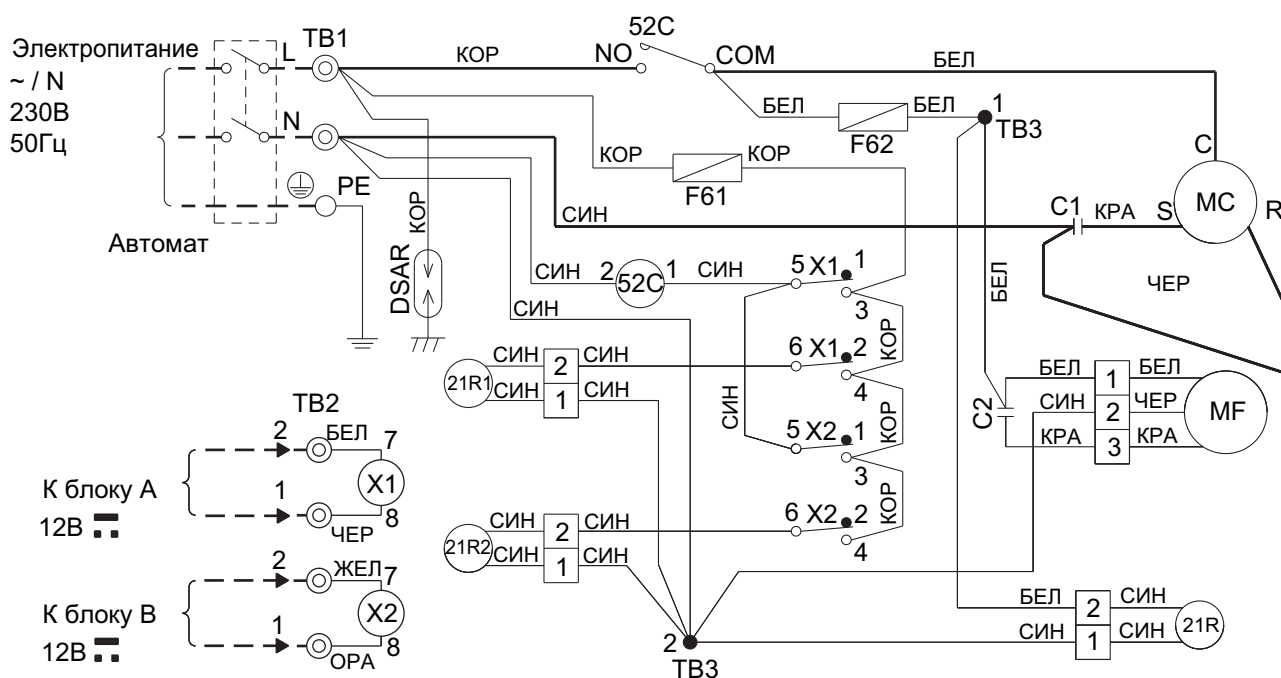 Электропитание
~ / N
230В
50Гц
Автомат
L
N
PE
TB1
КОР
52C
NO
COM
БЕЛ
БЕЛ
F62
БЕЛ
1
TB3
КОР
F61
КОР
C
MC
S
R
СИН
C1
КРА
ЧЕР
DSAR
КОР
СИН
2
52C
1
СИН
5
X1
1
3
СИН
БЕЛ
КОР
21R1
СИН
2
СИН
СИН
1
СИН
6
X1
2
4
СИН
КОР
5
X2
1
3
КОР
C2
БЕЛ
1
БЕЛ
СИН
2
ЧЕР
КРА
3
КРА
MF
TB2
2
БЕЛ
7
X1
К блоку А
12В
1
ЧЕР
8
21R2
СИН
2
СИН
СИН
1
СИН
6
X2
2
4
2
ЖЕЛ
7
X2
К блоку В
12В
1
ОРА
8
2
TB3
БЕЛ
2
СИН
СИН
1
СИН
21R